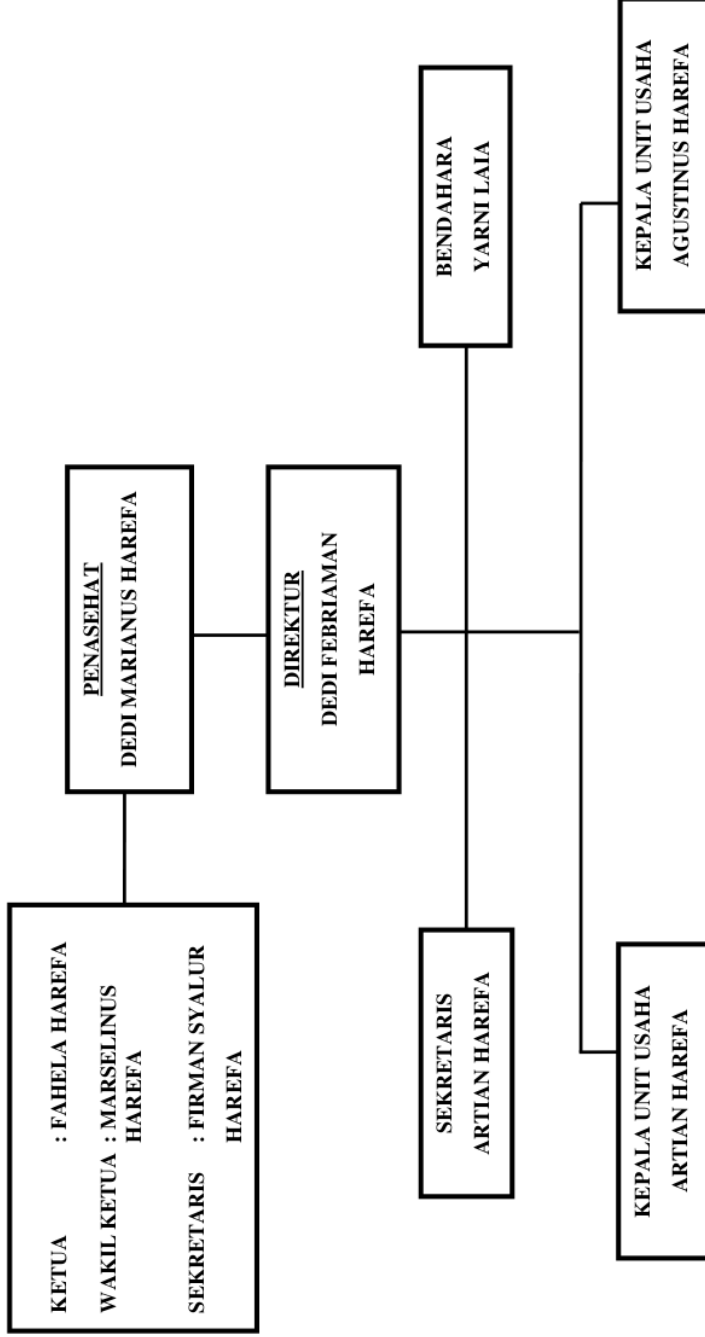 KETUA : FAHELA HAREFA
WAKIL KETUA : MARSELINUS
HAREFA
SEKRETARIS : FIRMAN SYALUR
HAREFA
PENASEHAT
DEDI MARIANUS HAREFA
DIREKTUR
DEDI FEBRIAMAN
HAREFA
SEKRETARIS
ARTIAN HAREFA
BENDAHARA
YARNI LAIA
KEPALA UNIT USAHA
ARTIAN HAREFA
KEPALA UNIT USAHA
AGUSTINUS HAREFA